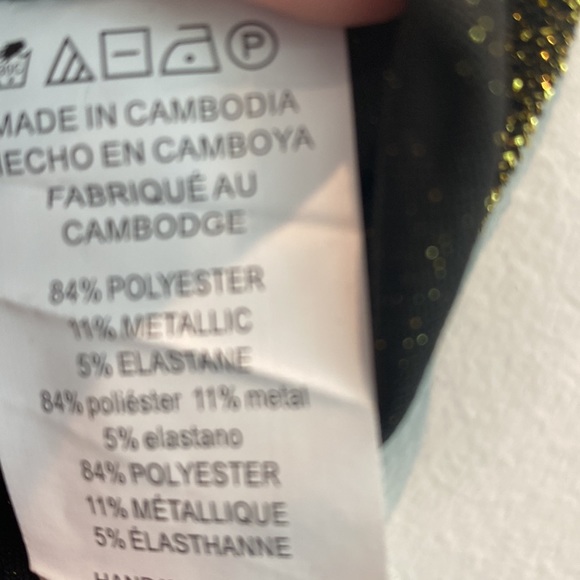 P
MADE IN CAMBODIA
HECHO EN CAMBOYA
FABRIQUÉ AU
CAMBODGE
84% POLYESTER
11% METALLIC
5% ELASTANE
84% poliéster 11% metal
5% elastano
84% POLYESTER
11% MÉTALLIQUE
5% ÉLASTHANNE